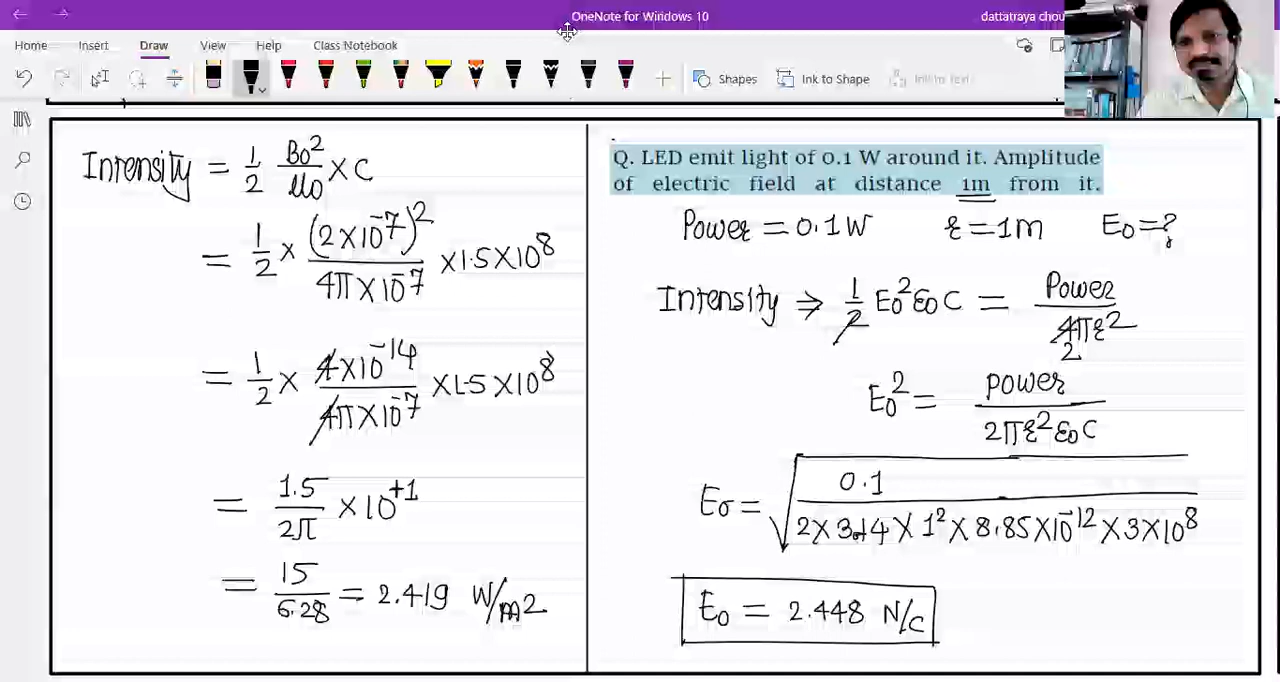 OneNote for Windows 10
dattatraya chou
Home Insert Draw View Help Class Notebook
Shapes Ink to Shape Ink to Text
Intensity = 1/2 B0²/μ0 × C
= 1/2 × (2×10⁻⁷)²/4π×10⁻⁷ × 1.5×10⁸
= 1/2 × 4×10⁻¹⁴/4π×10⁻⁷ × 1.5×10⁸
= 1.5/2π × 10⁺¹
= 15/6.28 = 2.419 W/m2
Q. LED emit light of 0.1 W around it. Amplitude
of electric field at distance 1m from it.
Power = 0.1W r = 1m E0 = ?
Intensity ⇒ 1/2 E0² ε0 C = Power/4πr² 2
E0² = power/2πr²ε0C
E0 = √0.1/2×3.14×1²×8.85×10⁻¹²×3×10⁸
E0 = 2.448 N/C